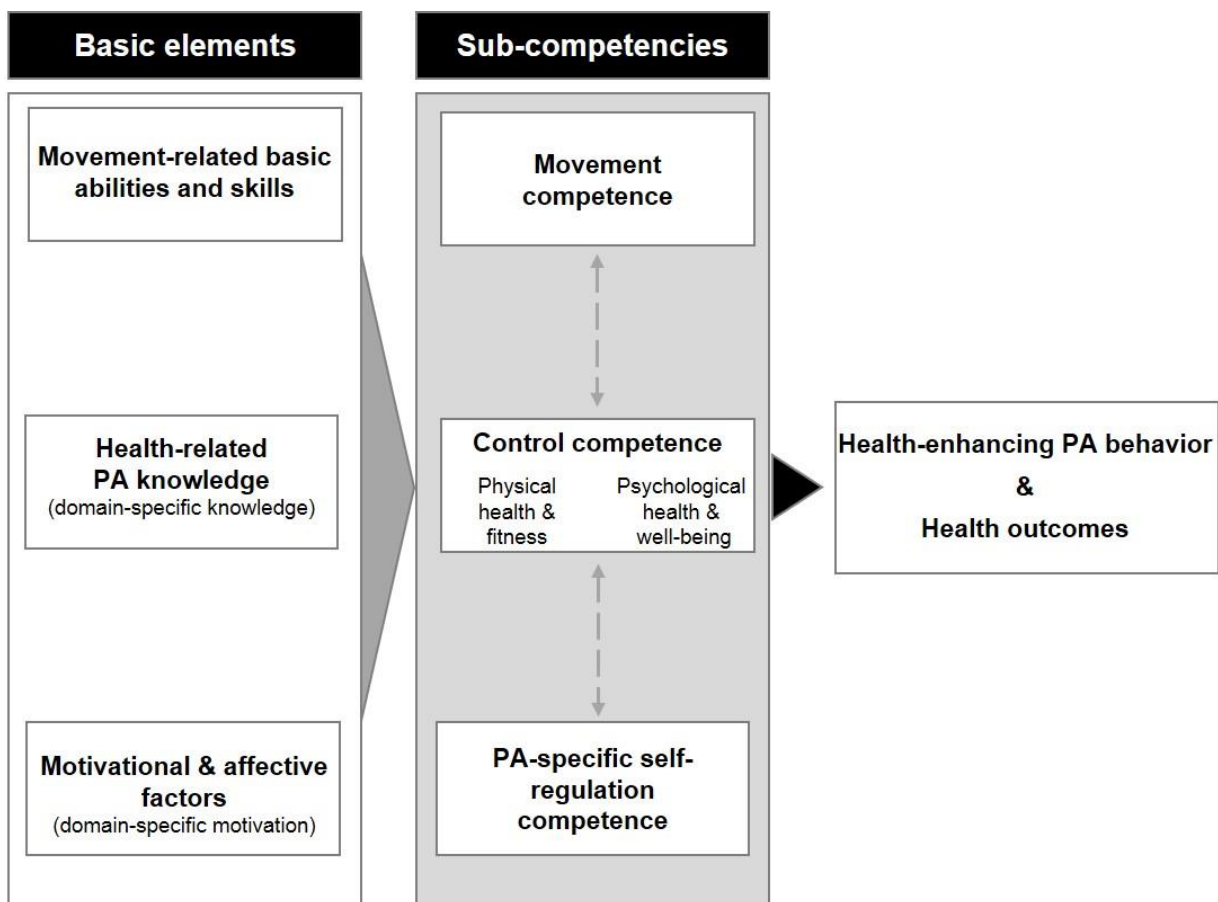 Basic elements
Movement-related basic
abilities and skills
Health-related
PA knowledge
(domain-specific knowledge)
Motivational & affective
factors
(domain-specific motivation)
Sub-competencies
Movement
competence
Control competence
Physical
health &
fitness
Psychological
health &
well-being
PA-specific self-
regulation
competence
Health-enhancing PA behavior
&
Health outcomes